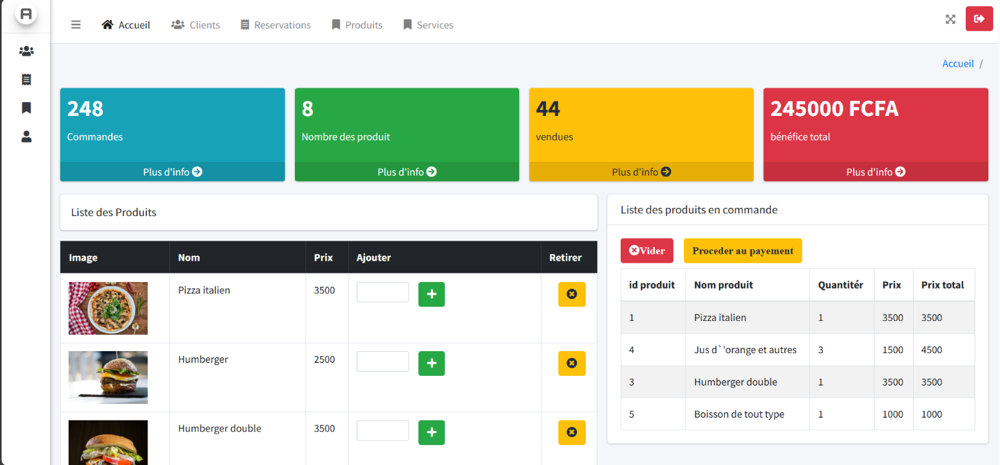 A
Accueil Clients Reservations Produits Services
Accueil /
248 8 44 245000 FCFA
Commandes Nombre des produit vendues bénéfice total
Plus d'info Plus d'info Plus d'info Plus d'info
Liste des Produits
Image Nom Prix Ajouter Retirer
Pizza italien 3500
Humberger 2500
Humberger double 3500
Liste des produits en commande
Vider Proceder au payement
id produit Nom produit Quantitér Prix Prix total
1 Pizza italien 1 3500 3500
4 Jus d`'orange et autres 3 1500 4500
3 Humberger double 1 3500 3500
5 Boisson de tout type 1 1000 1000